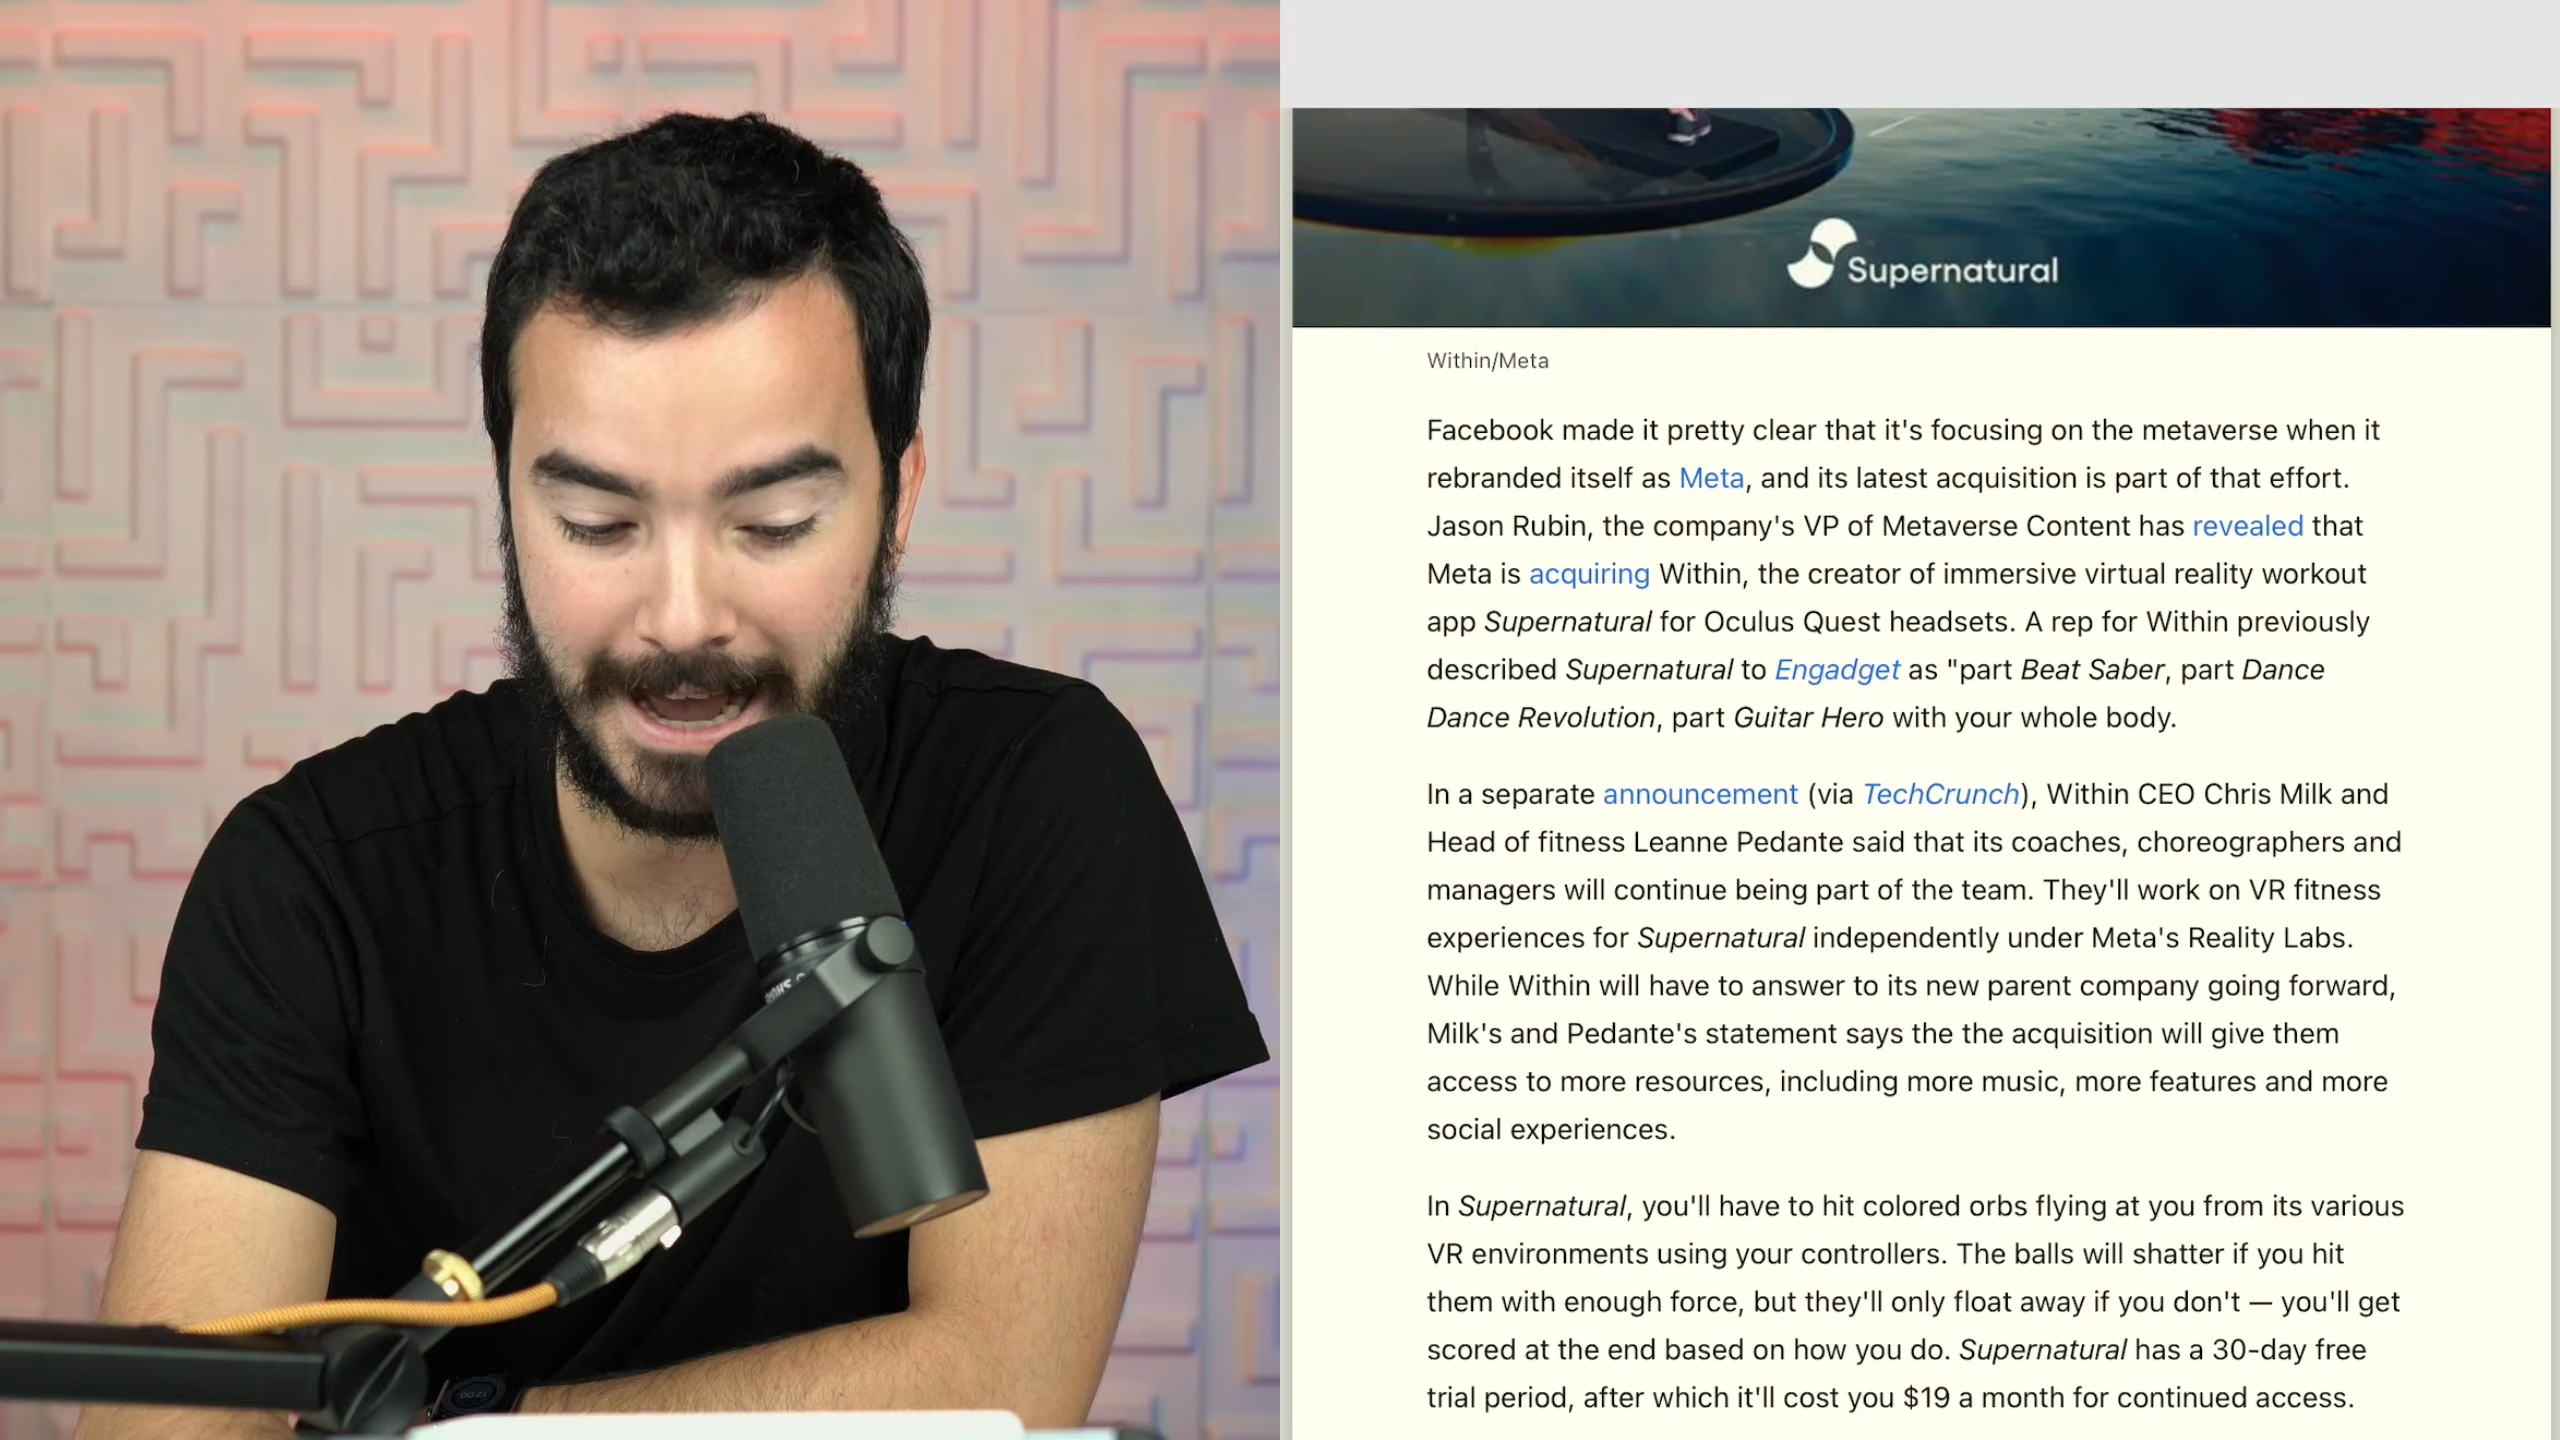 Supernatural
Within/Meta
Facebook made it pretty clear that it's focusing on the metaverse when it
rebranded itself as Meta, and its latest acquisition is part of that effort.
Jason Rubin, the company's VP of Metaverse Content has revealed that
Meta is acquiring Within, the creator of immersive virtual reality workout
app Supernatural for Oculus Quest headsets. A rep for Within previously
described Supernatural to Engadget as "part Beat Saber, part Dance
Dance Revolution, part Guitar Hero with your whole body.
In a separate announcement (via TechCrunch), Within CEO Chris Milk and
Head of fitness Leanne Pedante said that its coaches, choreographers and
managers will continue being part of the team. They'll work on VR fitness
experiences for Supernatural independently under Meta's Reality Labs.
While Within will have to answer to its new parent company going forward,
Milk's and Pedante's statement says the the acquisition will give them
access to more resources, including more music, more features and more
social experiences.
In Supernatural, you'll have to hit colored orbs flying at you from its various
VR environments using your controllers. The balls will shatter if you hit
them with enough force, but they'll only float away if you don't — you'll get
scored at the end based on how you do. Supernatural has a 30-day free
trial period, after which it'll cost you $19 a month for continued access.